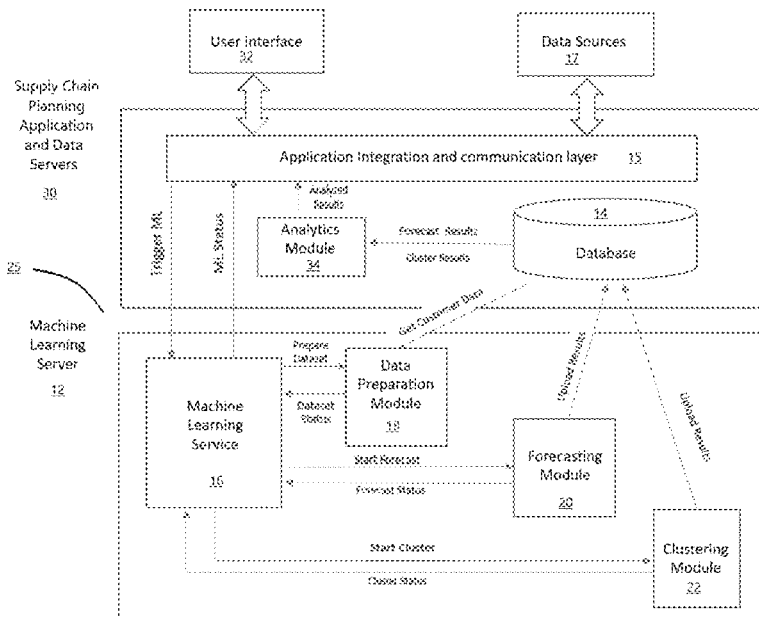 User interface
32
Data Sources
17
Supply Chain
Planning
Application
and Data
Servers
30
Application Integration and communication layer 15
Trigger ML
ML Status
Analyzed
Results
Analytics
Module
34
Forecast Results
Cluster Results
14
Database
25
Machine
Learning
Server
12
Get Customer Data
Prepare
Dataset
Dataset
Status
Data
Preparation
Module
18
Machine
Learning
Service
16
Upload Results
Upload Results
Start Forecast
Forecast Status
Forecasting
Module
20
Start Cluster
Cluster Status
Clustering
Module
22